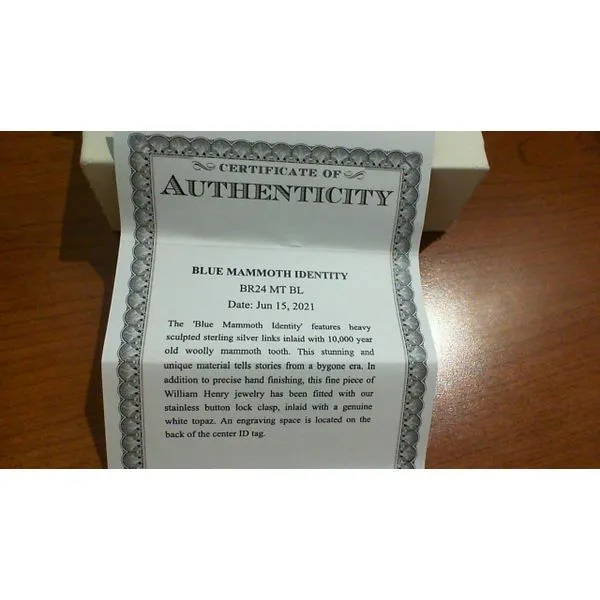 CERTIFICATE OF
AUTHENTICITY
BLUE MAMMOTH IDENTITY
BR24 MT BL
Date: Jun 15, 2021
The 'Blue Mammoth Identity' features heavy
sculpted sterling silver links inlaid with 10,000 year
old woolly mammoth tooth. This stunning and
unique material tells stories from a bygone era. In
addition to precise hand finishing, this fine piece of
William Henry jewelry has been fitted with our
stainless button lock clasp, inlaid with a genuine
white topaz. An engraving space is located on the
back of the center ID tag.